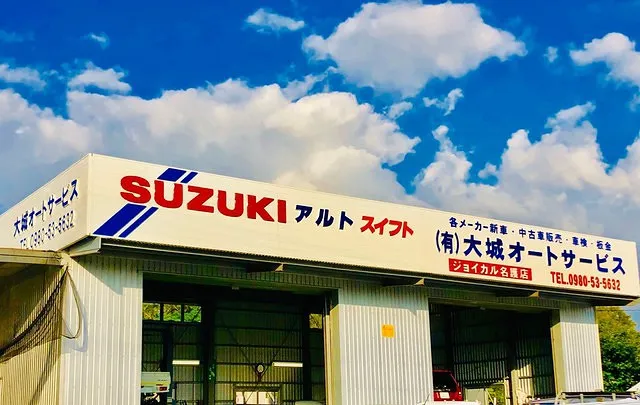 大城オートサービス
TEL.0980-53-5632
SUZUKI アルト スイフト
各メーカー新車・中古車販売・車検・板金
(有)大城オートサービス
ジョイカル名護店 TEL.0980-53-5632